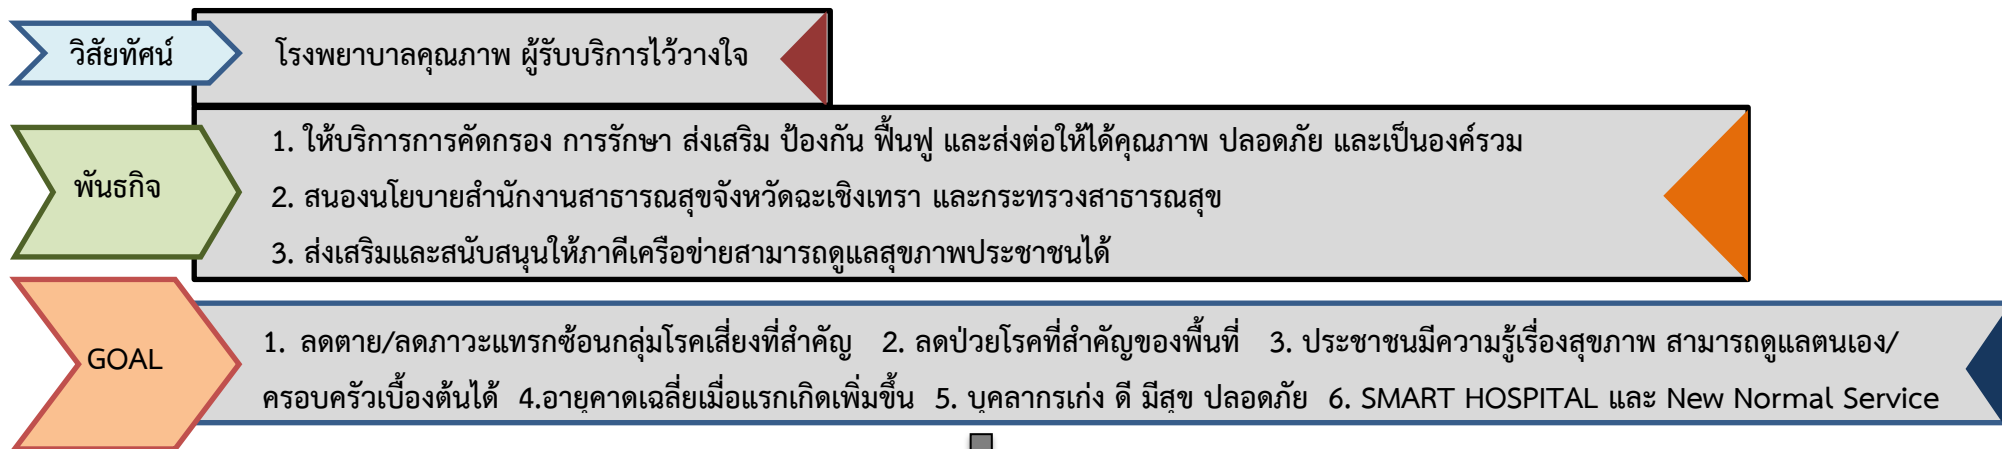 วิสัยทัศน์
โรงพยาบาลคุณภาพ ผู้รับบริการไว้วางใจ
พันธกิจ
1. ให้บริการการคัดกรอง การรักษา ส่งเสริม ป้องกัน ฟื้นฟู และส่งต่อให้ได้คุณภาพ ปลอดภัย และเป็นองค์รวม
2. สนองนโยบายสำนักงานสาธารณสุขจังหวัดฉะเชิงเทรา และกระทรวงสาธารณสุข
3. ส่งเสริมและสนับสนุนให้ภาคีเครือข่ายสามารถดูแลสุขภาพประชาชนได้
GOAL
1. ลดตาย/ลดภาวะแทรกซ้อนกลุ่มโรคเสี่ยงที่สำคัญ 2. ลดป่วยโรคที่สำคัญของพื้นที่ 3. ประชาชนมีความรู้เรื่องสุขภาพ สามารถดูแลตนเอง/
ครอบครัวเบื้องต้นได้ 4.อายุคาดเฉลี่ยเมื่อแรกเกิดเพิ่มขึ้น 5. บุคลากรเก่ง ดี มีสุข ปลอดภัย 6. SMART HOSPITAL และ New Normal Service